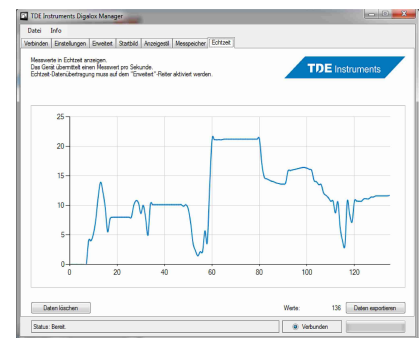 TDE Instruments Digalox Manager
Datei Info
Verbinden Einstellungen Erweitert Startbild Anzeigestil Messpeicher Echtzeit
Messwerte in Echtzeit anzeigen.
Das Gerät übermittelt einen Messwert pro Sekunde.
Echtzeit-Datenübertragung muss auf dem "Erweitert"-Reiter aktiviert werden.
TDE Instruments
25
20
15
10
5
0
0 20 40 60 80 100 120
Daten löschen Werte: 136 Daten exportieren
Status: Bereit. Verbunden